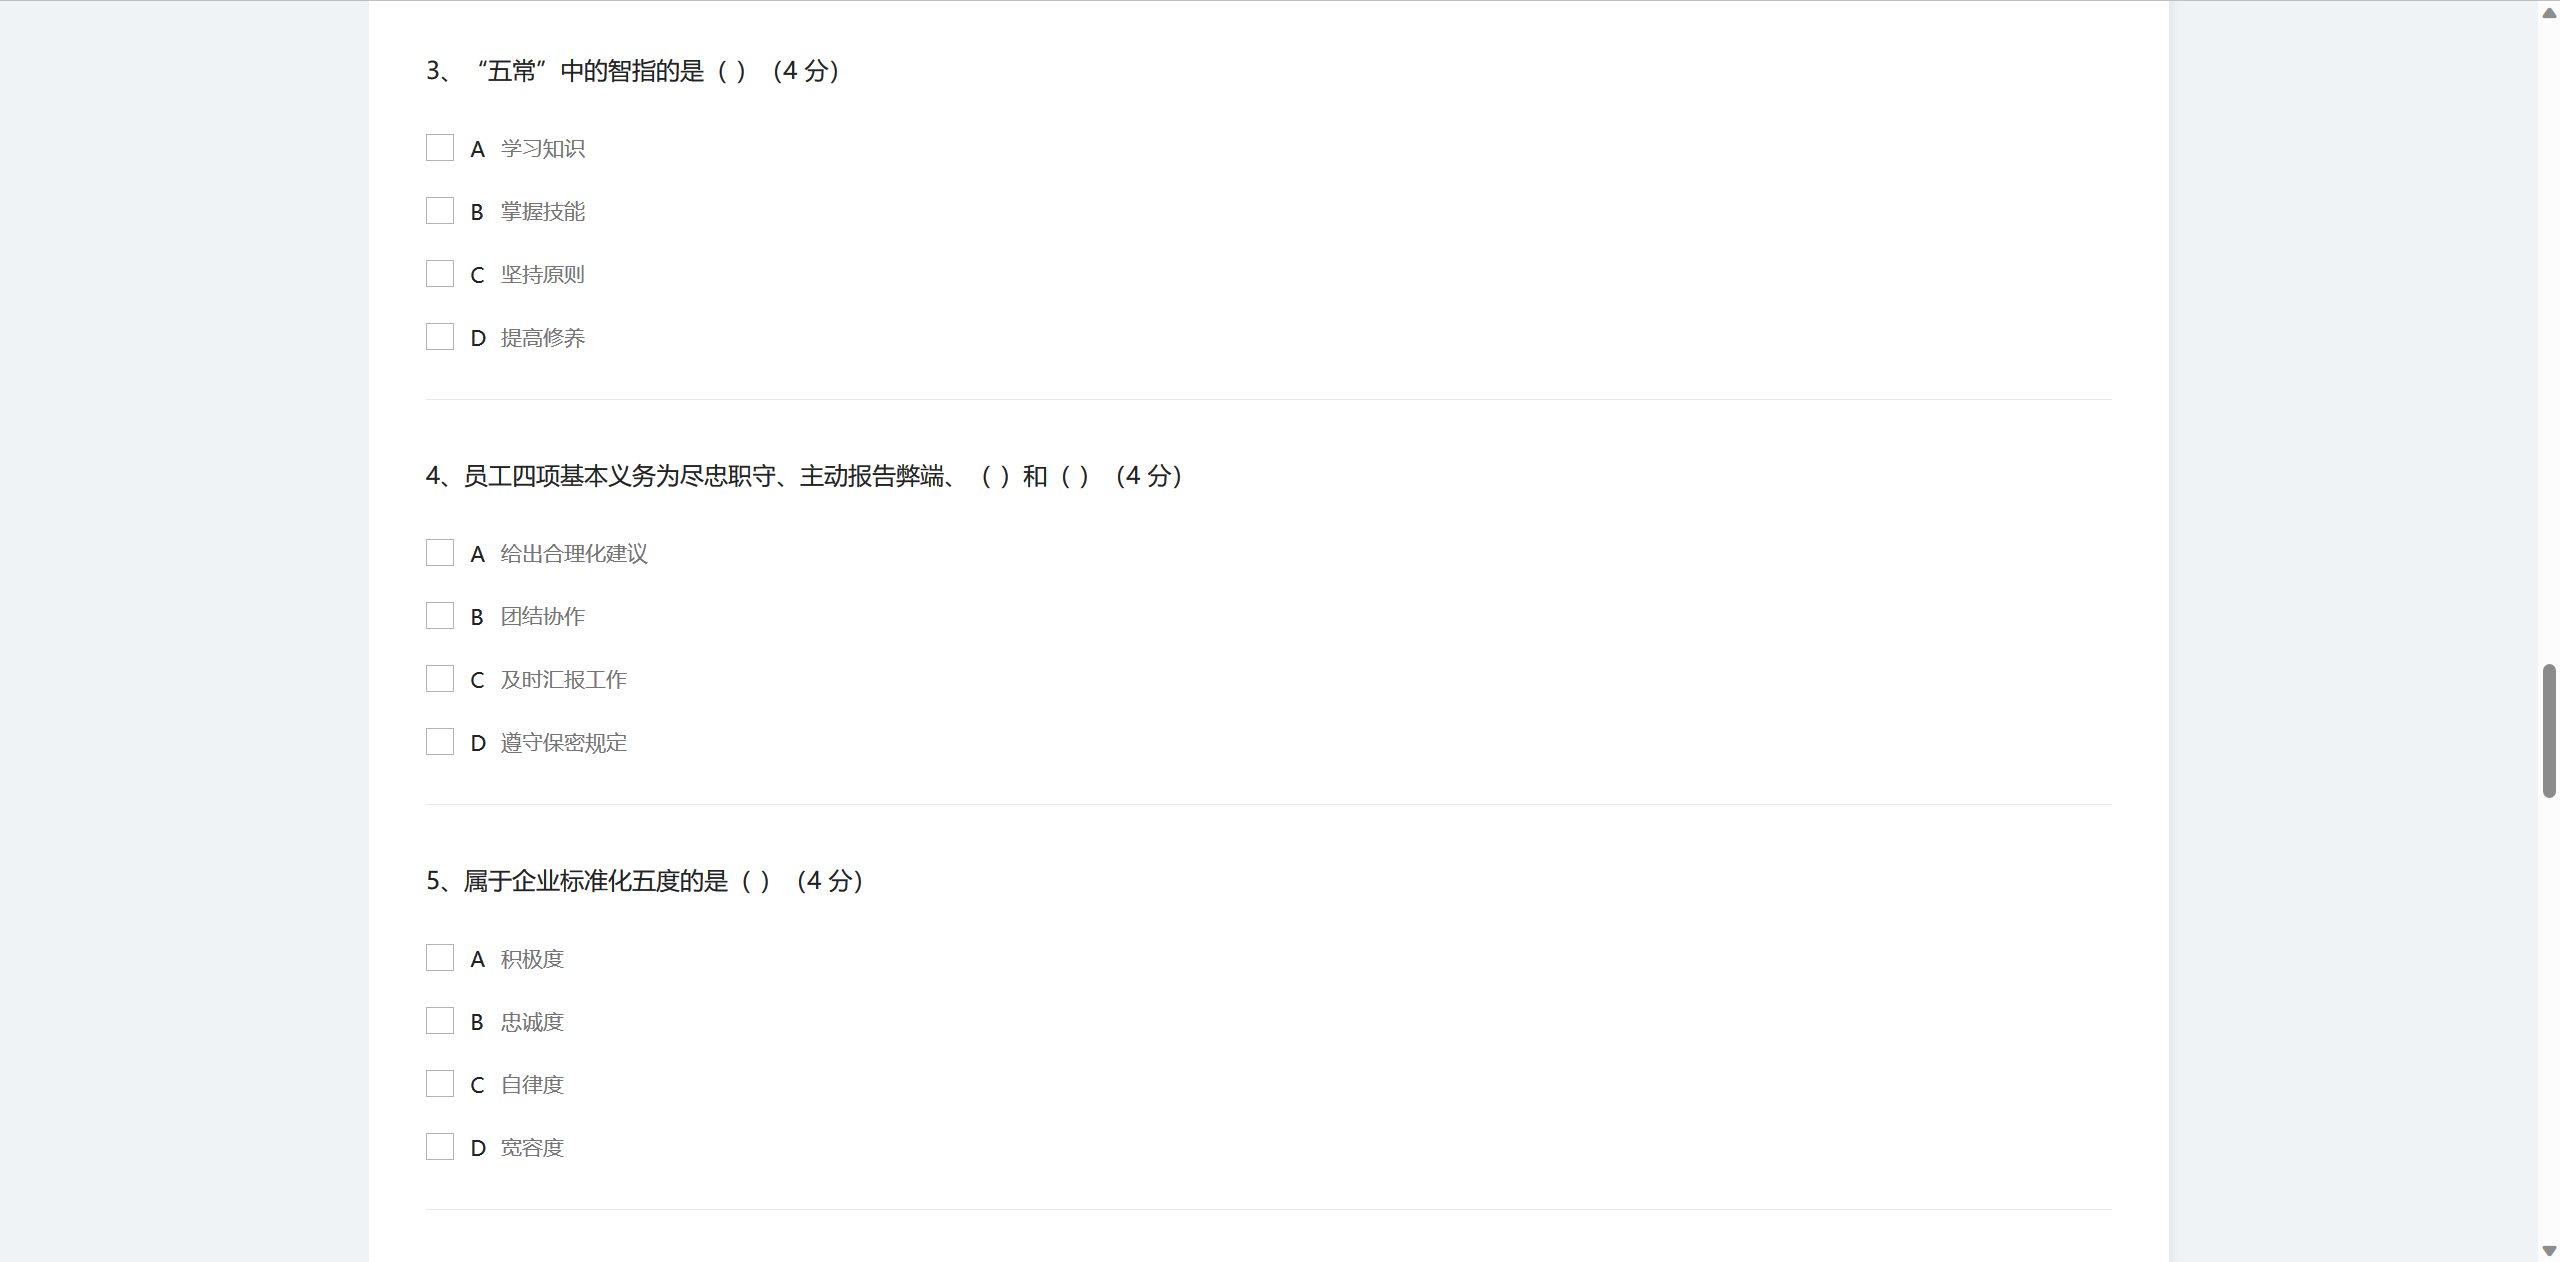 3、“五常”中的智指的是（ ）（4 分）
A 学习知识
B 掌握技能
C 坚持原则
D 提高修养
4、员工四项基本义务为尽忠职守、主动报告弊端、（ ）和（ ）（4 分）
A 给出合理化建议
B 团结协作
C 及时汇报工作
D 遵守保密规定
5、属于企业标准化五度的是（ ）（4 分）
A 积极度
B 忠诚度
C 自律度
D 宽容度